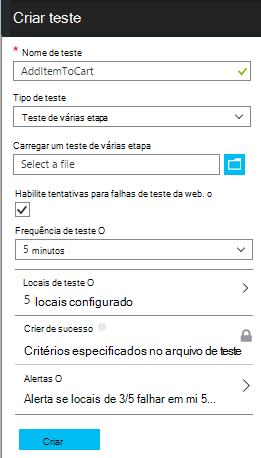 Criar teste
* Nome de teste
AddItemToCart
Tipo de teste
Teste de várias etapa
Carregar um teste de várias etapa
Select a file
Habilite tentativas para falhas de teste da web. o
Frequência de teste O
5 minutos
Locais de teste O
5 locais configurado
Crier de sucesso
Critérios especificados no arquivo de teste
Alertas O
Alerta se locais de 3/5 falhar em mi 5...
Criar